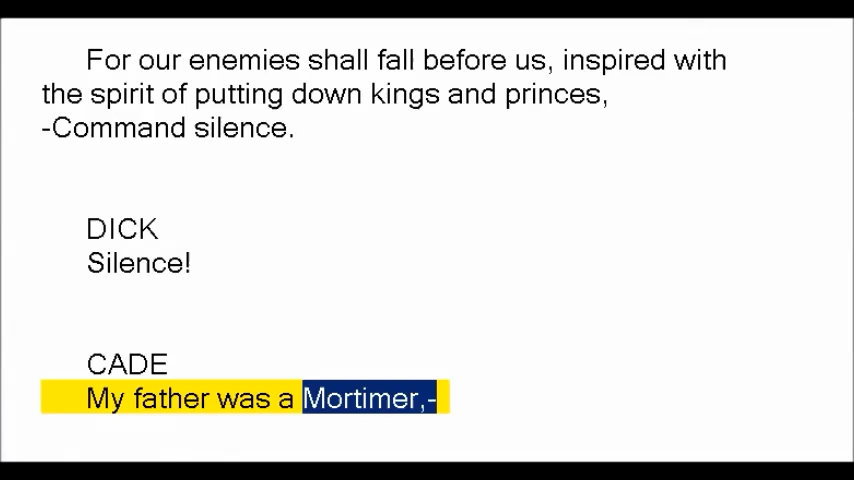 For our enemies shall fall before us, inspired with
the spirit of putting down kings and princes,
-Command silence.
DICK
Silence!
CADE
My father was a Mortimer,-